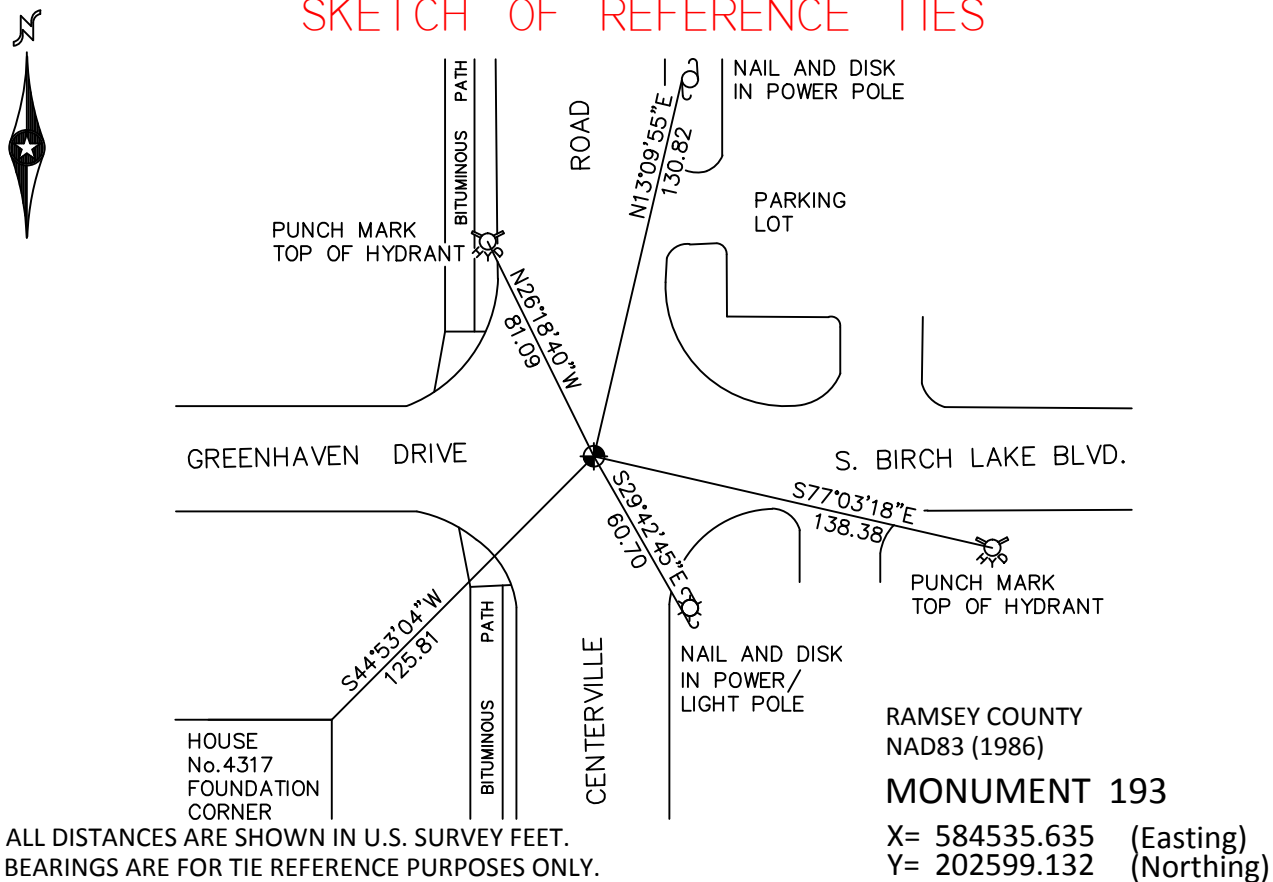 SKETCH OF REFERENCE TIES
N
BITUMINOUS PATH
ROAD
NAIL AND DISK
IN POWER POLE
N13°09'55"E
130.82
PARKING
LOT
PUNCH MARK
TOP OF HYDRANT
HYD
N26°18'40"W
81.09
GREENHAVEN DRIVE
S. BIRCH LAKE BLVD.
S77°03'18"E
138.38
S29°42'45"E
60.70
HYD
PUNCH MARK
TOP OF HYDRANT
S44°53'04"W
125.81
BITUMINOUS PATH
CENTERVILLE
NAIL AND DISK
IN POWER/
LIGHT POLE
HOUSE
No.4317
FOUNDATION
CORNER
RAMSEY COUNTY
NAD83 (1986)
MONUMENT 193
X= 584535.635 (Easting)
Y= 202599.132 (Northing)
ALL DISTANCES ARE SHOWN IN U.S. SURVEY FEET.
BEARINGS ARE FOR TIE REFERENCE PURPOSES ONLY.